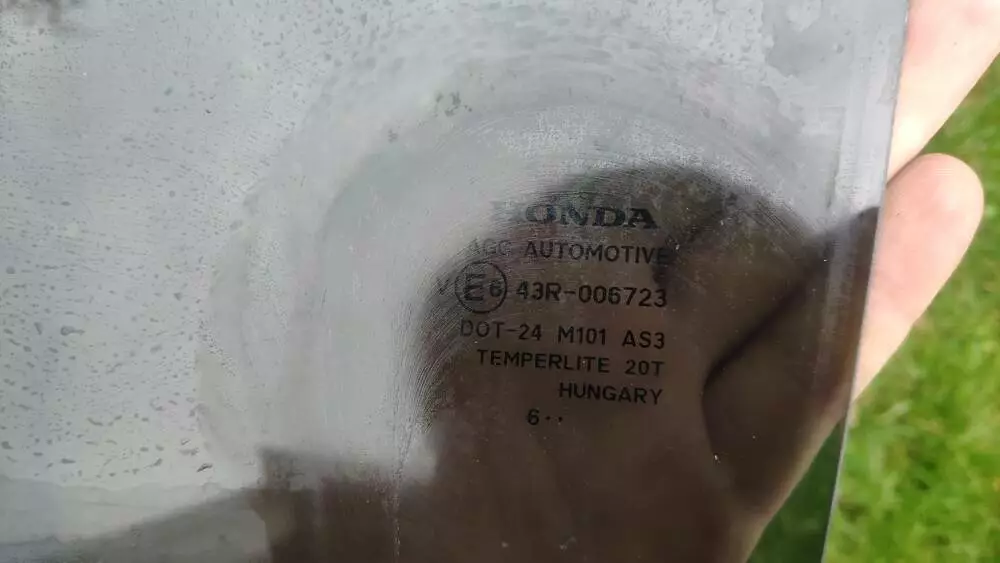 HONDA
AGC AUTOMOTIVE
V E6 43R-006723
DOT-24 M101 AS3
TEMPERLITE 20T
HUNGARY
6··